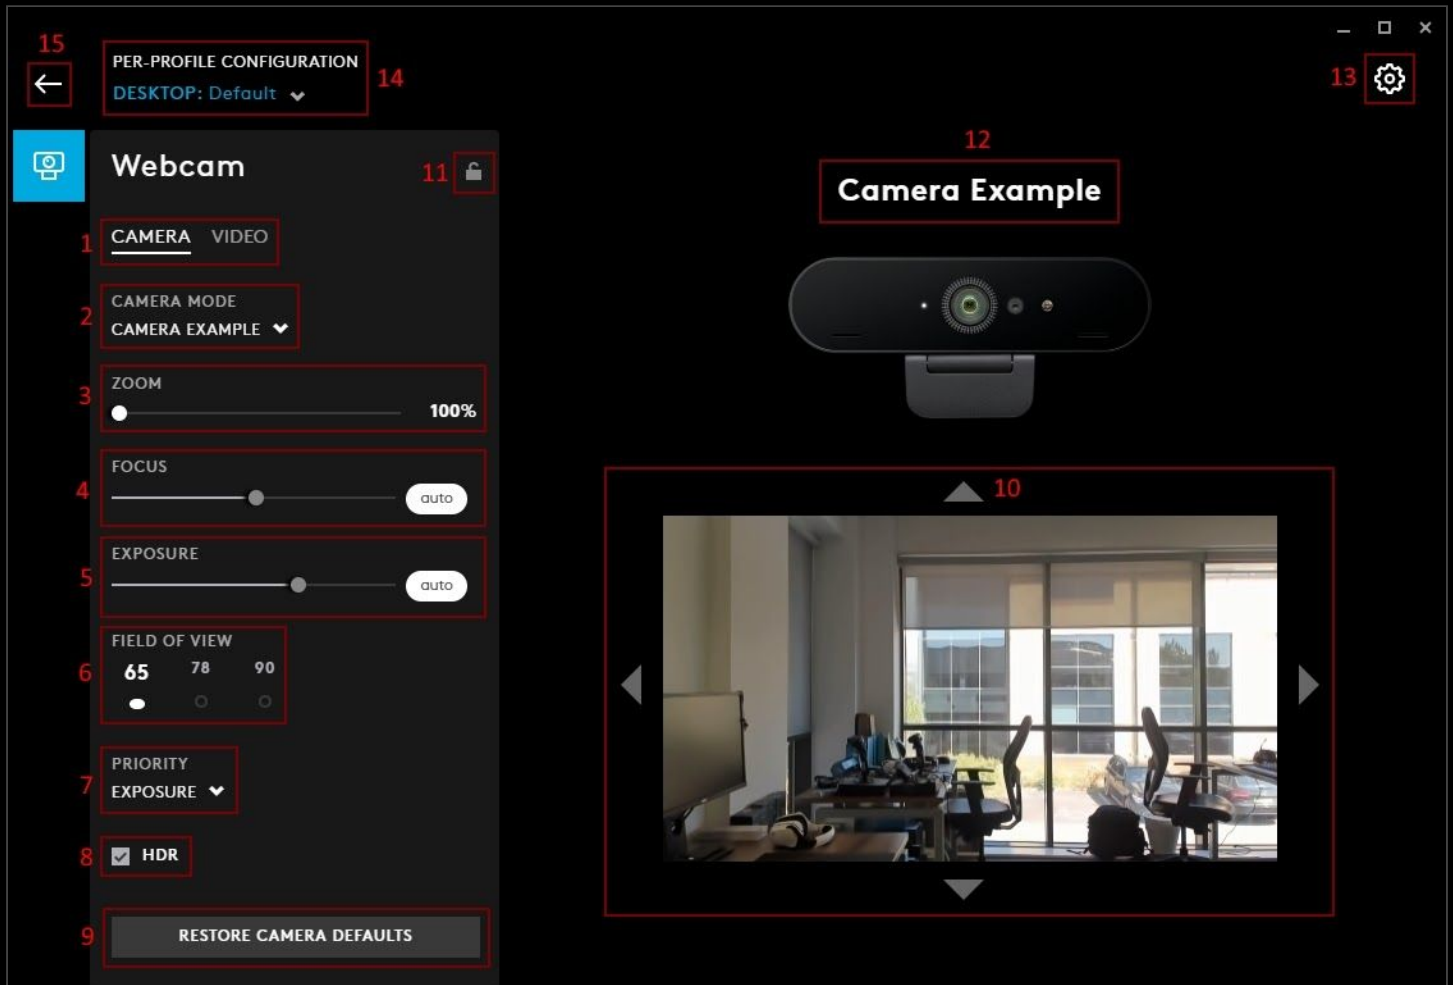 15
PER-PROFILE CONFIGURATION
DESKTOP: Default
14
13
Webcam
11
12
Camera Example
1
CAMERA VIDEO
2
CAMERA MODE
CAMERA EXAMPLE
3
ZOOM
100%
4
FOCUS
auto
5
EXPOSURE
auto
6
FIELD OF VIEW
65 78 90
7
PRIORITY
EXPOSURE
8
HDR
9
RESTORE CAMERA DEFAULTS
10